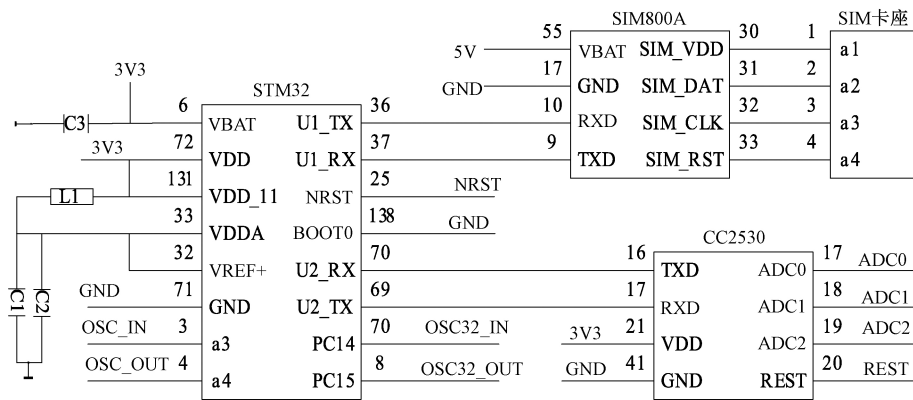 SIM800A
SIM卡座
55 30 1
5V VBAT SIM_VDD a1
17 31 2
GND GND SIM_DAT a2
3V3
STM32
10 32 3
6 36
C3 VBAT U1_TX RXD SIM_CLK a3
72 37 9 33 4
3V3 VDD U1_RX TXD SIM_RST a4
131 25
L1 VDD_11 NRST NRST
33 138
VDDA BOOT0 GND
CC2530
32 70 16 17
VREF+ U2_RX TXD ADC0 ADC0
71 69 17 18
C1 C2 GND GND U2_TX RXD ADC1 ADC1
OSC_IN 3 70 OSC32_IN 3V3 21 19 ADC2
a3 PC14 VDD ADC2
OSC_OUT 4 8 OSC32_OUT GND 41 20 REST
a4 PC15 GND REST